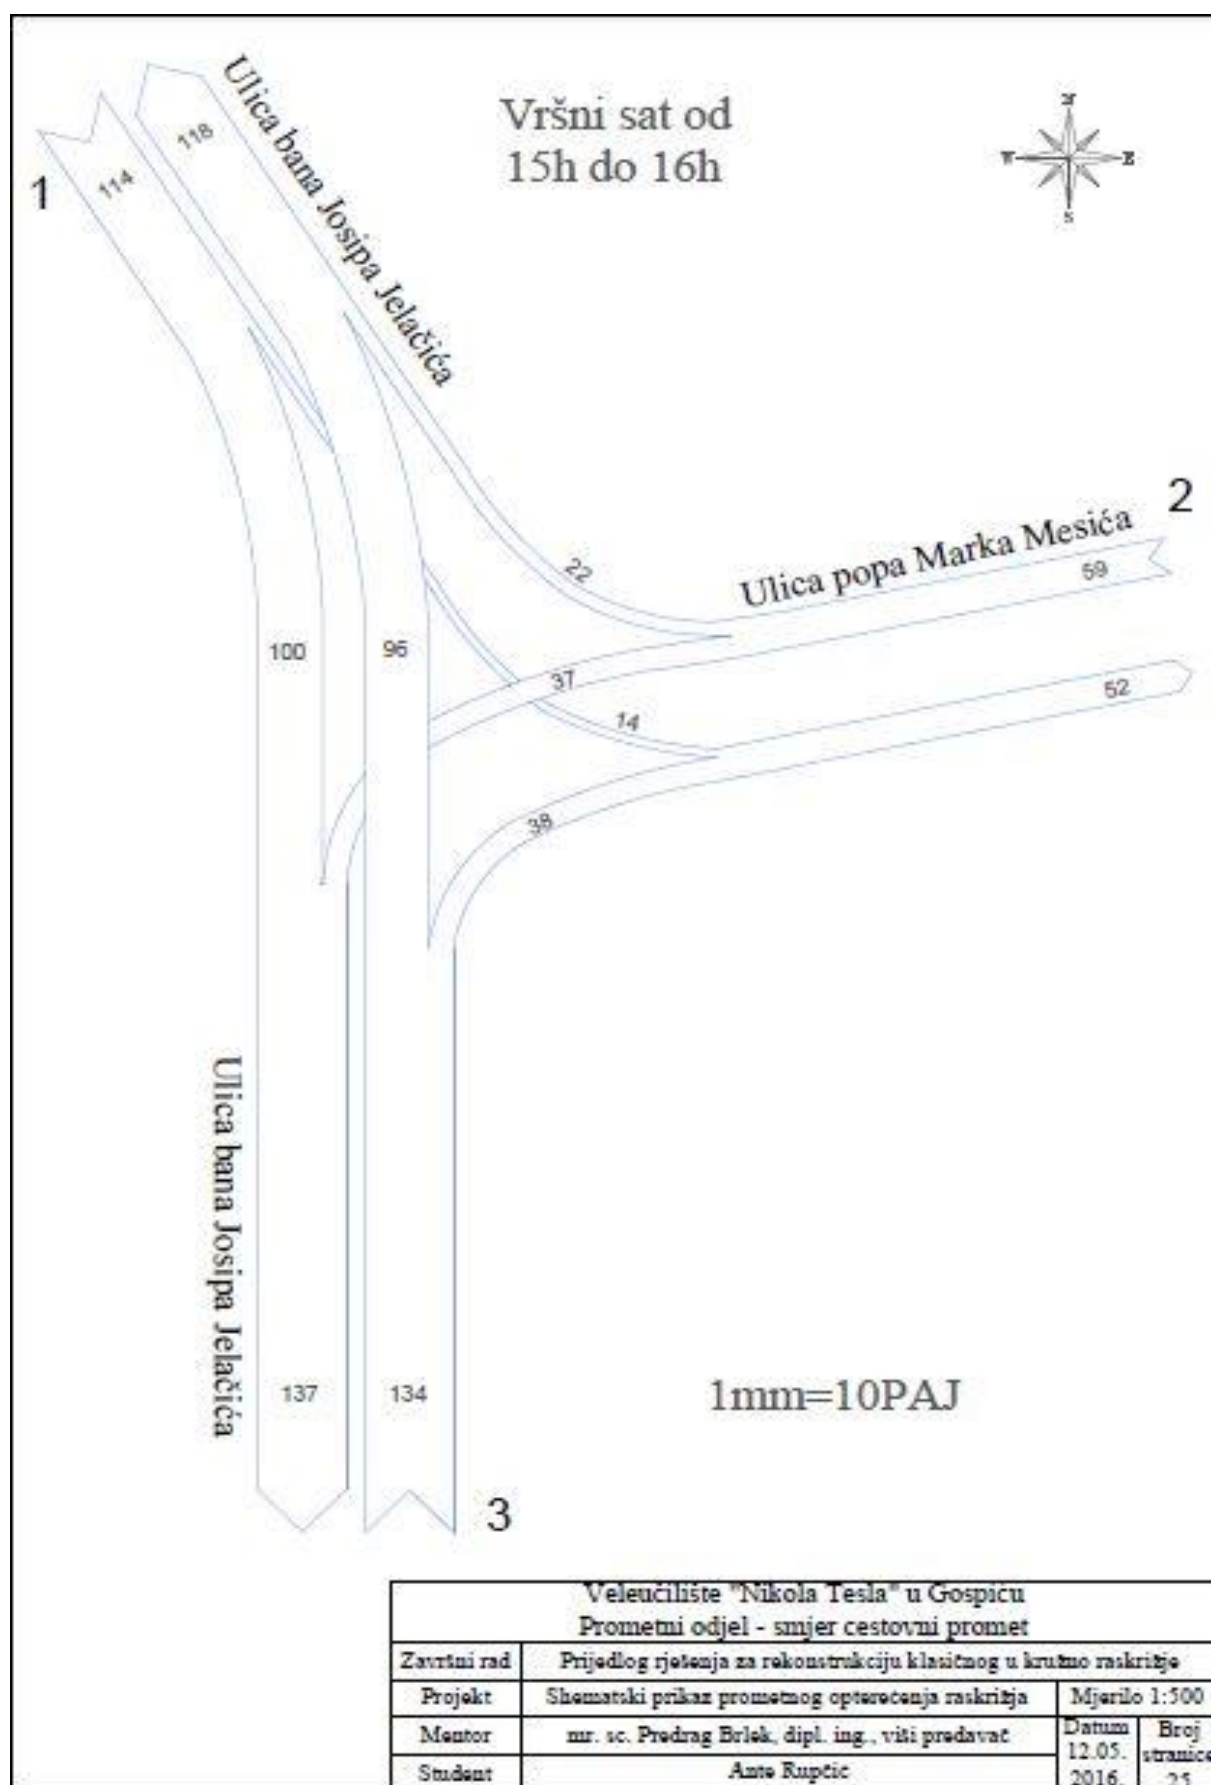 Vršni sat od
15h do 16h
N
W
E
S
1
114
118
Ulica bana Josipa Jelačića
2
Ulica popa Marka Mesića
22
59
100
96
37
52
14
38
Ulica bana Josipa Jelačića
137
134
1mm=10PAJ
3
Veleučilište "Nikola Tesla" u Gospiću
Prometni odjel - smjer cestovni promet
Završni rad
Prijedlog rješenja za rekonstrukciju klasičnog u kružno raskrižje
Projekt
Shematski prikaz prometnog opterećenja raskrižja
Mjerilo 1:500
Mentor
mr. sc. Predrag Brlek, dipl. ing., viši predavač
Datum
12.05.
2016.
Broj
stranice
25
Student
Ante Rupčić